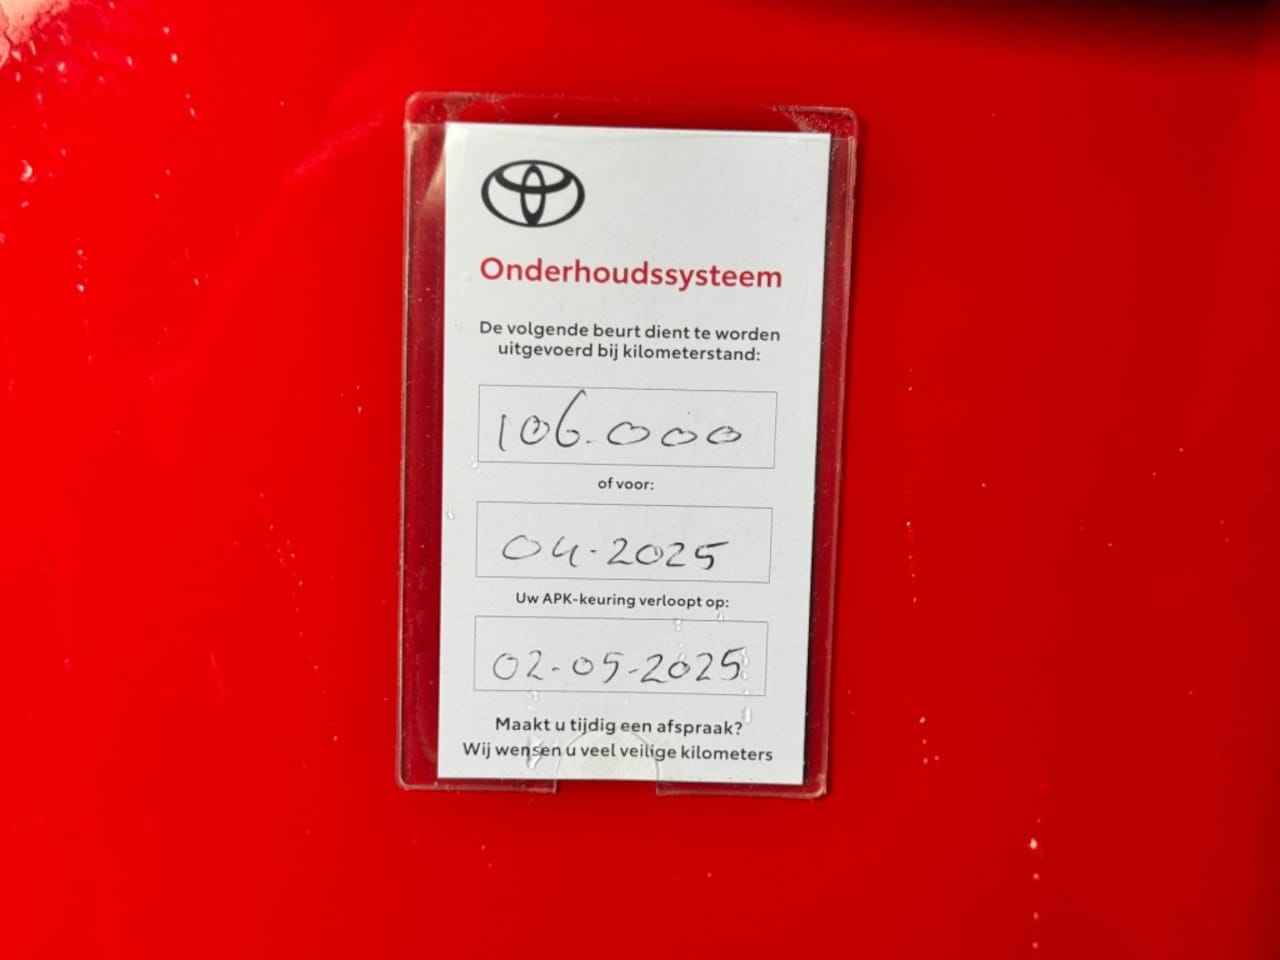 Onderhoudssysteem
De volgende beurt dient te worden
uitgevoerd bij kilometerstand:
106.000
of voor:
04-2025
Uw APK-keuring verloopt op:
02-05-2025
Maakt u tijdig een afspraak?
Wij wensen u veel veilige kilometers